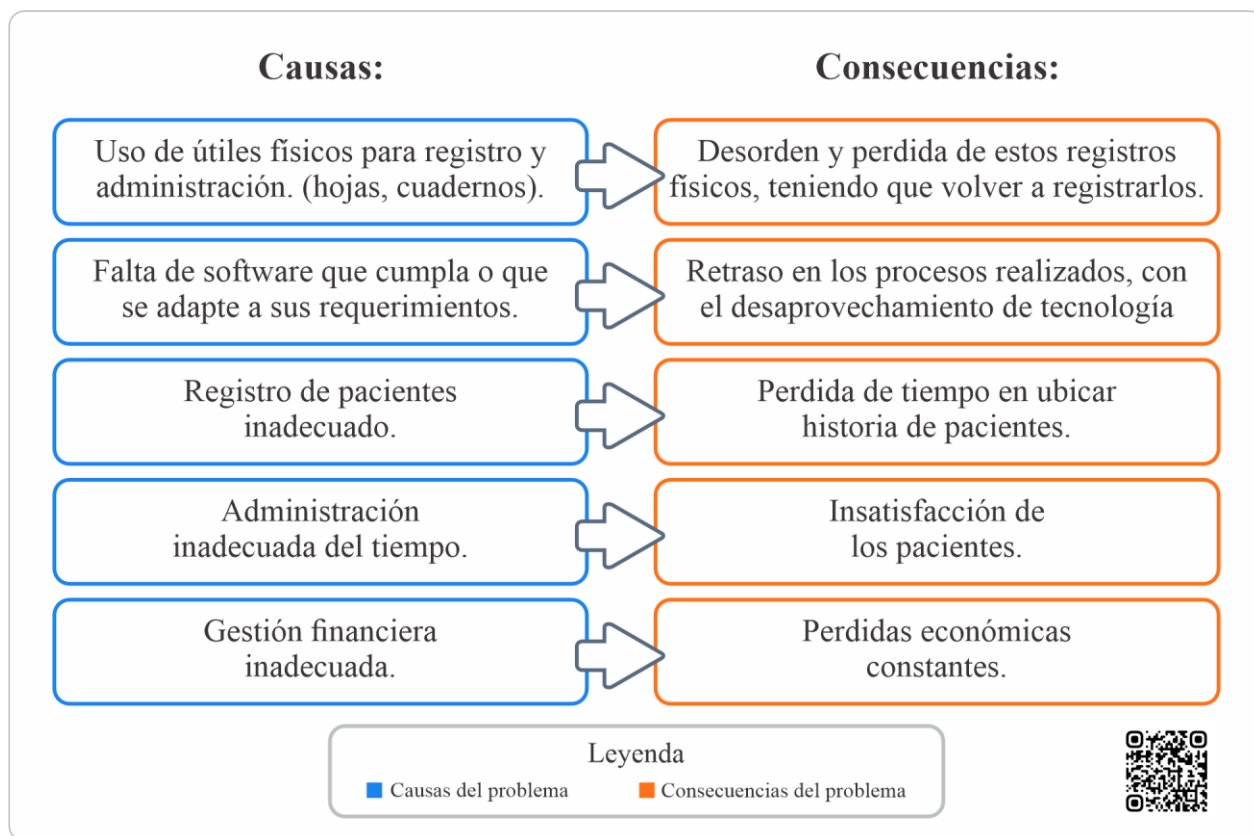 Causas:
Consecuencias:
Uso de útiles físicos para registro y
administración. (hojas, cuadernos).
Desorden y perdida de estos registros
físicos, teniendo que volver a registrarlos.
Falta de software que cumpla o que
se adapte a sus requerimientos.
Retraso en los procesos realizados, con
el desaprovechamiento de tecnología
Registro de pacientes
inadecuado.
Perdida de tiempo en ubicar
historia de pacientes.
Administración
inadecuada del tiempo.
Insatisfacción de
los pacientes.
Gestión financiera
inadecuada.
Perdidas económicas
constantes.
Leyenda
Causas del problema
Consecuencias del problema